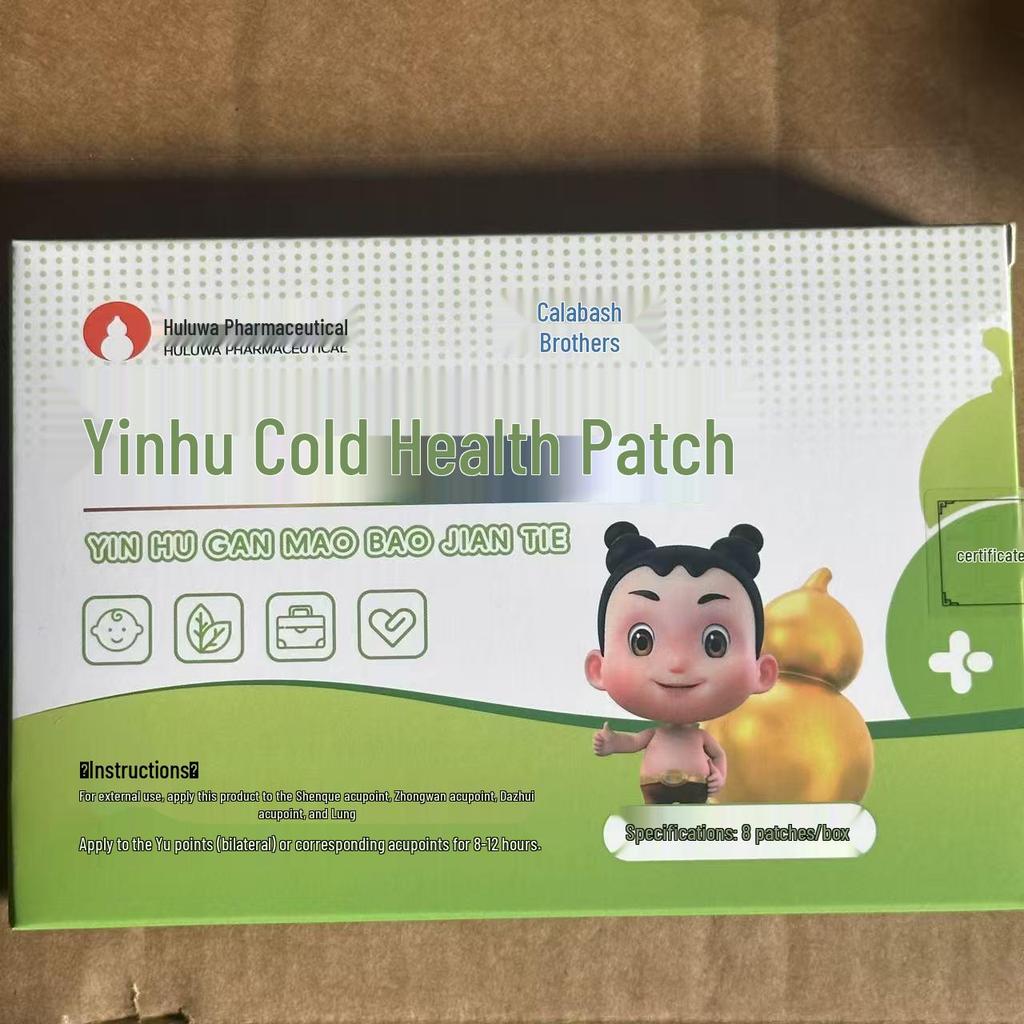 Huluwa Pharmaceutical
HULUWA PHARMACEUTICAL
Calabash
Brothers
Yinhu Cold Health Patch
YIN HU GAN MAO BAO JIAN TIE
certificate
Instructions
For external use, apply this product to the Shenque acupoint, Zhongwan acupoint, Dazhui
acupoint, and Lung
Apply to the Yu points (bilateral) or corresponding acupoints for 8-12 hours.
Specifications: 8 patches/box